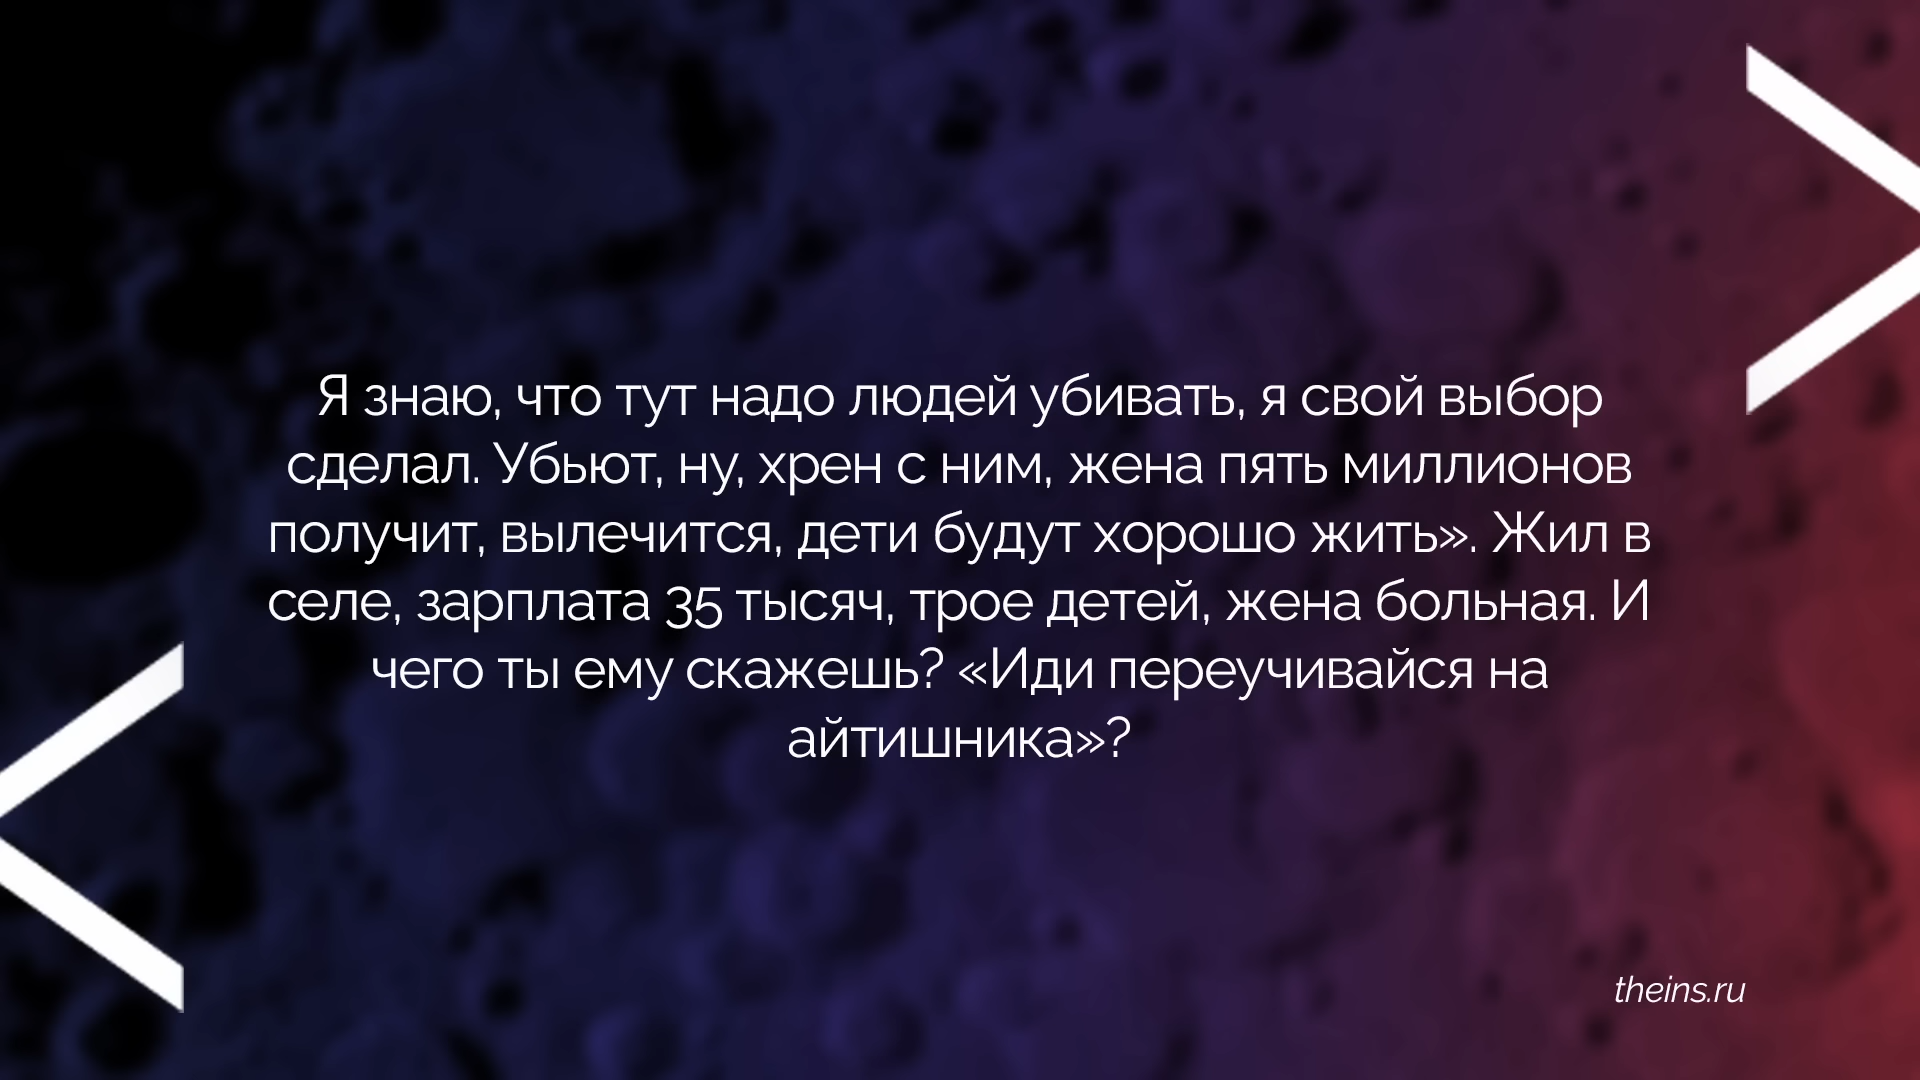 Я знаю, что тут надо людей убивать, я свой выбор
сделал. Убьют, ну, хрен с ним, жена пять миллионов
получит, вылечится, дети будут хорошо жить». Жил в
селе, зарплата 35 тысяч, трое детей, жена больная. И
чего ты ему скажешь? «Иди переучивайся на
айтишника»?
theins.ru